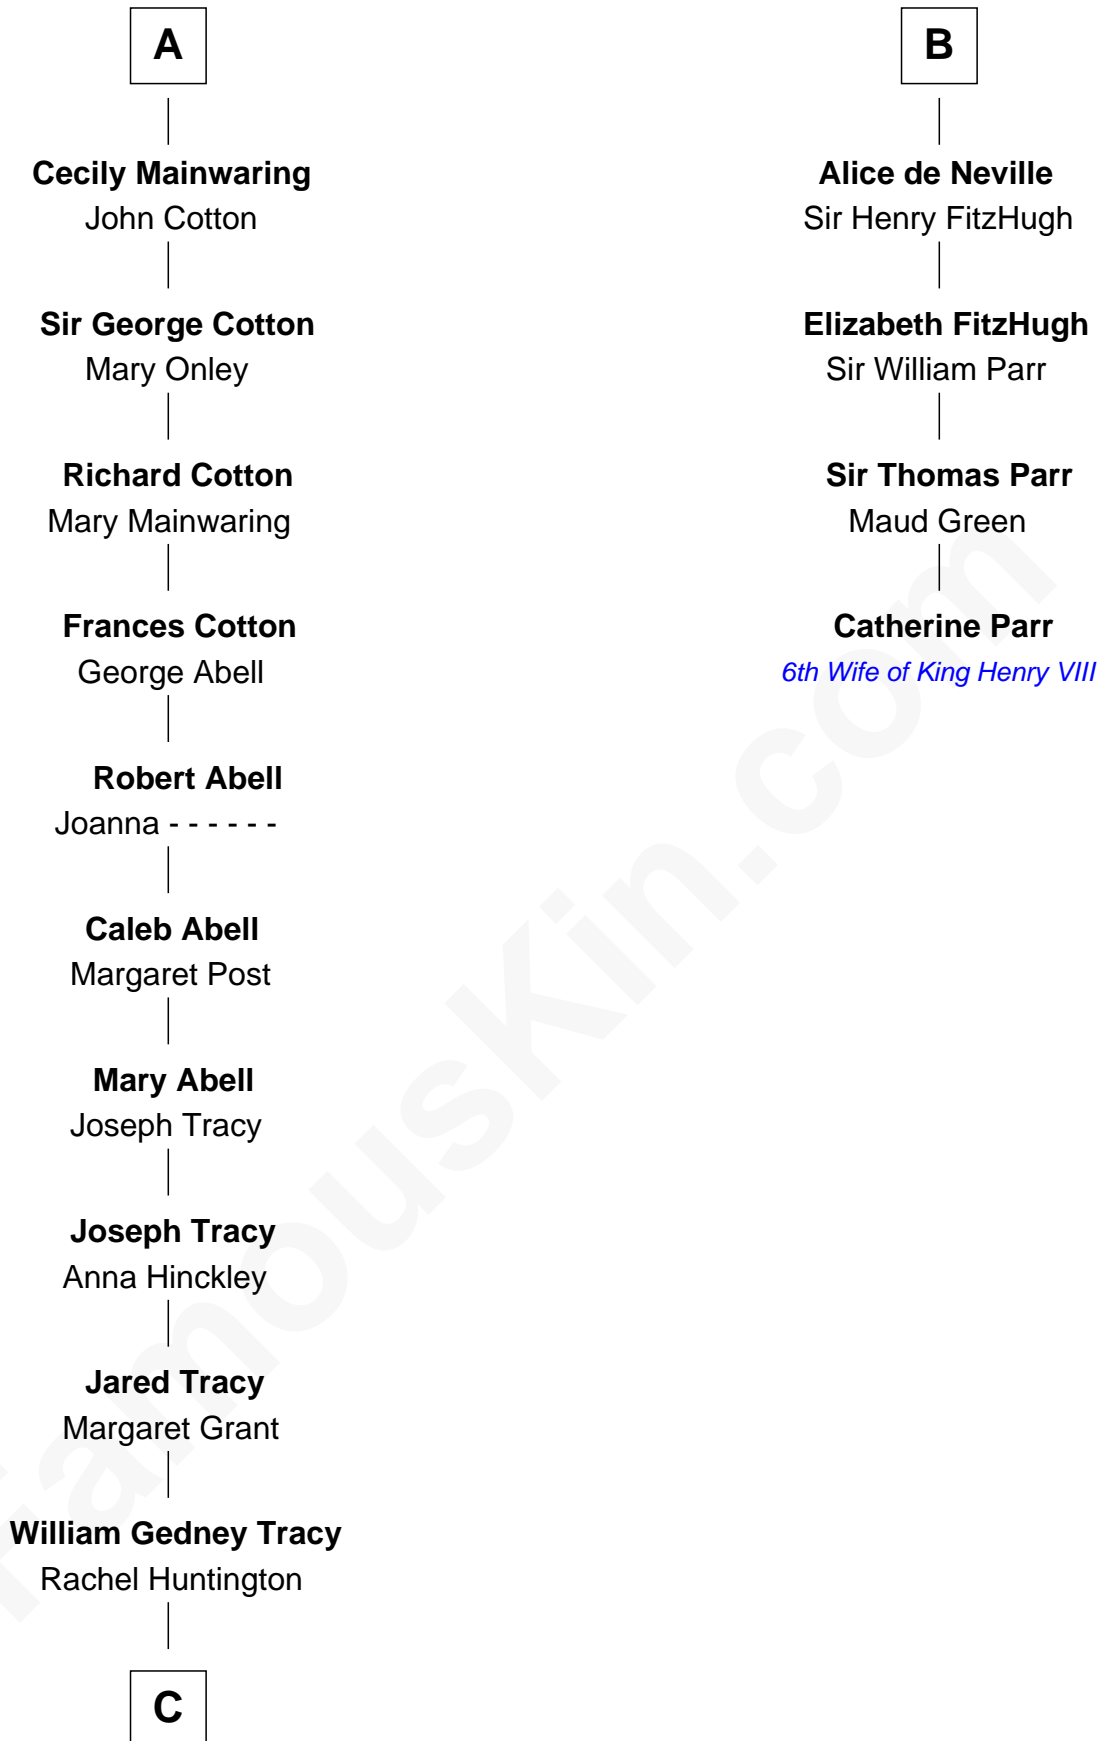 A
Cecily Mainwaring
John Cotton
Sir George Cotton
Mary Onley
Richard Cotton
Mary Mainwaring
Frances Cotton
George Abell
Robert Abell
Joanna - - - - - -
Caleb Abell
Margaret Post
Mary Abell
Joseph Tracy
Joseph Tracy
Anna Hinckley
Jared Tracy
Margaret Grant
William Gedney Tracy
Rachel Huntington
C
B
Alice de Neville
Sir Henry FitzHugh
Elizabeth FitzHugh
Sir William Parr
Sir Thomas Parr
Maud Green
Catherine Parr
6th Wife of King Henry VIII
FamousKin.com